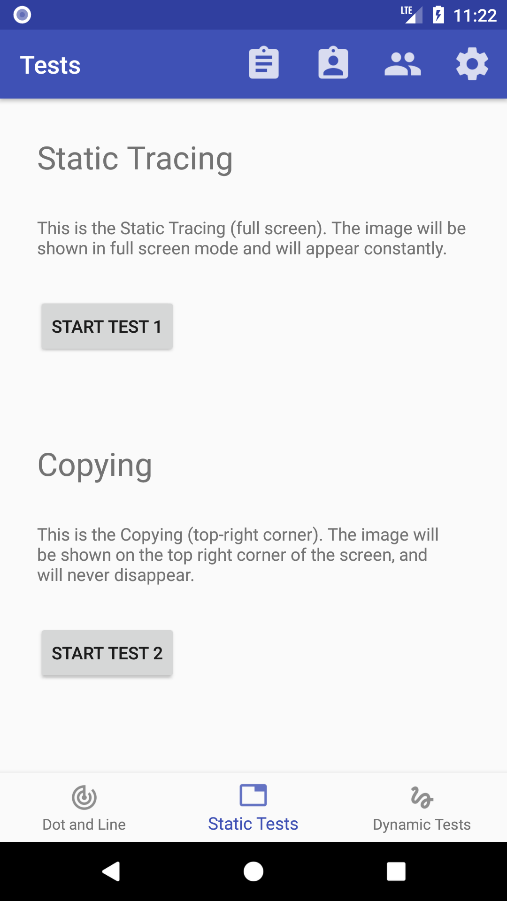 LTE 11:22
Tests
Static Tracing
This is the Static Tracing (full screen). The image will be
shown in full screen mode and will appear constantly.
START TEST 1
Copying
This is the Copying (top-right corner). The image will
be shown on the top right corner of the screen, and
will never disappear.
START TEST 2
Dot and Line Static Tests Dynamic Tests